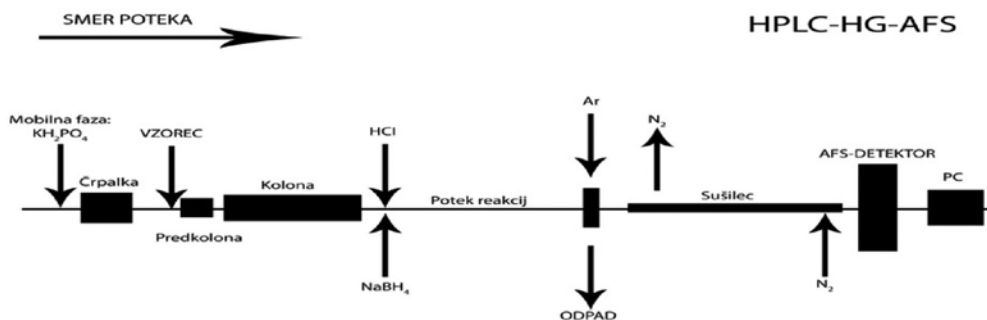 SMER POTEKA
HPLC-HG-AFS
Mobilna faza:
KH₂PO₄
VZOREC
HCl
Ar
N₂
AFS-DETEKTOR
Črpalka
Kolona
Potek reakcij
Sušilec
PC
Predkolona
NaBH₄
N₂
ODPAD